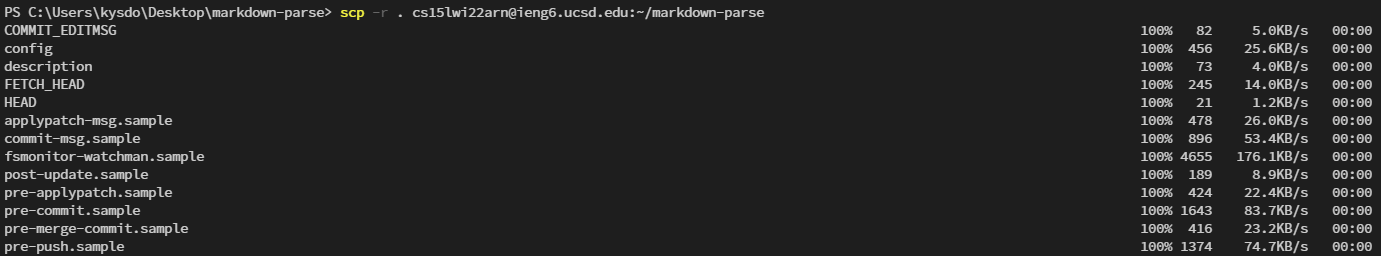 PS C:\Users\kysdo\Desktop\markdown-parse> scp -r . cs15lwi22arn@ieng6.ucsd.edu:~/markdown-parse
COMMIT_EDITMSG 100% 82 5.0KB/s 00:00
config 100% 456 25.6KB/s 00:00
description 100% 73 4.0KB/s 00:00
FETCH_HEAD 100% 245 14.0KB/s 00:00
HEAD 100% 21 1.2KB/s 00:00
applypatch-msg.sample 100% 478 26.0KB/s 00:00
commit-msg.sample 100% 896 53.4KB/s 00:00
fsmonitor-watchman.sample 100% 4655 176.1KB/s 00:00
post-update.sample 100% 189 8.9KB/s 00:00
pre-applypatch.sample 100% 424 22.4KB/s 00:00
pre-commit.sample 100% 1643 83.7KB/s 00:00
pre-merge-commit.sample 100% 416 23.2KB/s 00:00
pre-push.sample 100% 1374 74.7KB/s 00:00